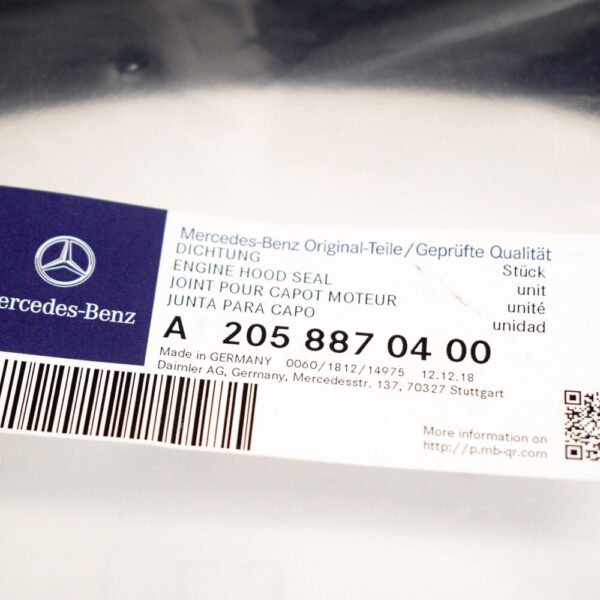 Mercedes-Benz Original-Teile/Geprüfte Qualität
DICHTUNG Stück
ENGINE HOOD SEAL unit
JOINT POUR CAPOT MOTEUR unité
JUNTA PARA CAPO unidad
ercedes-Benz
A 205 887 04 00
Made in GERMANY 0060/1812/14975 12.12.18
Daimler AG, Germany, Mercedesstr. 137, 70327 Stuttgart
More information on
http://p.mb-qr.com